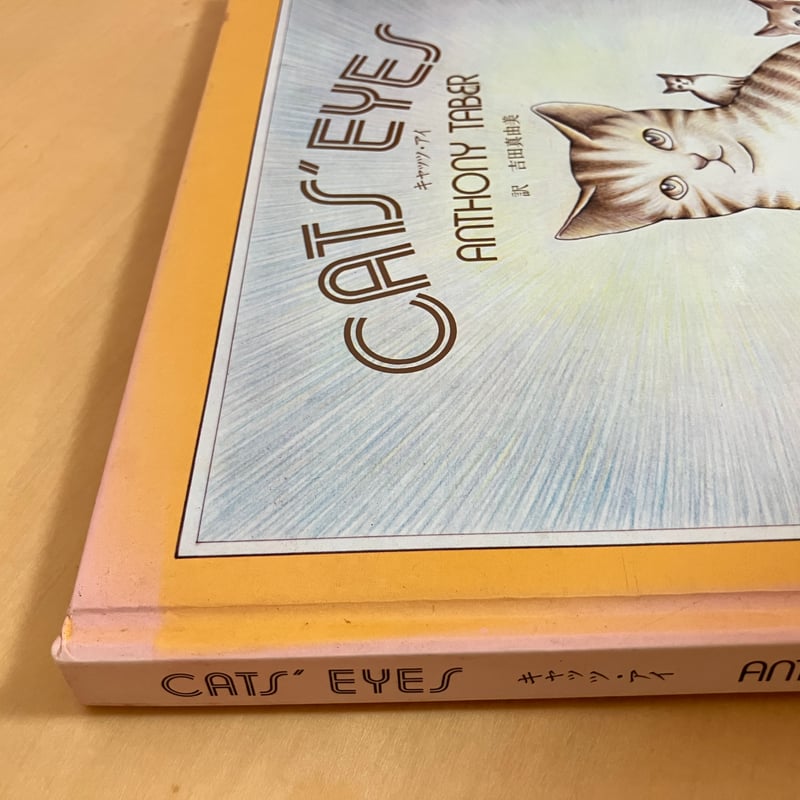 CATS' EYES
キャッツ・アイ
ANTHONY TABER
訳 吉田真由美
CATS' EYES キャッツ・アイ